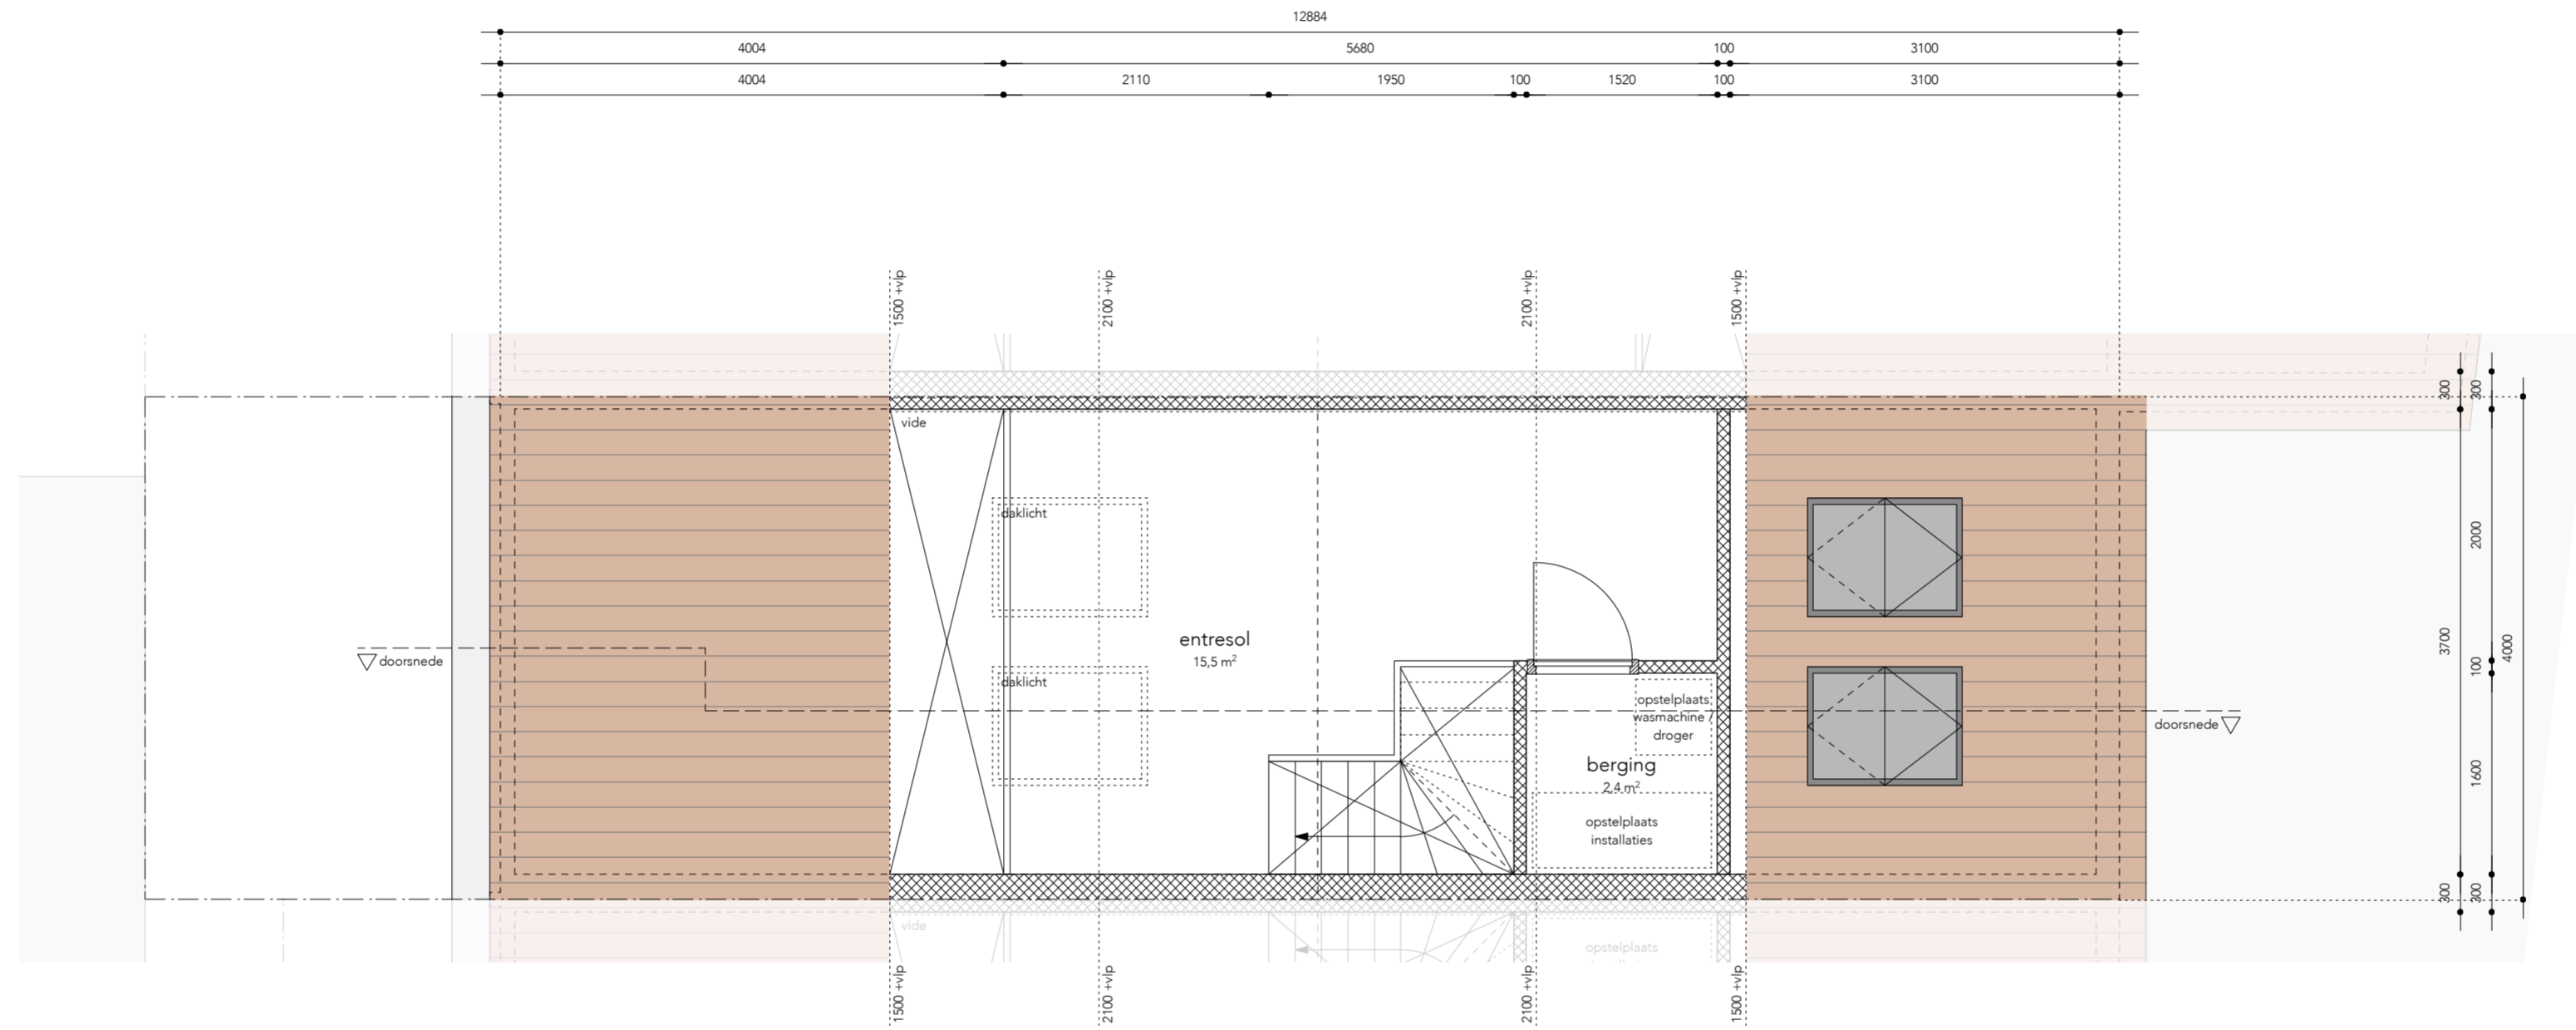 12884
4004 5680 100 3100
4004 2110 1950 100 1520 100 3100
1500 +vlp 2100 +vlp 2100 +vlp 1500 +vlp
vide
daklicht
daklicht
entresol
15,5 m²
doorsnede
opstelplaats
wasmachine /
droger
doorsnede
berging
2,4 m²
opstelplaats
installaties
vide
opstelplaats
1500 +vlp 2100 +vlp 2100 +vlp 1500 +vlp
300 3700 300
300 2000 100 1600 300
4000